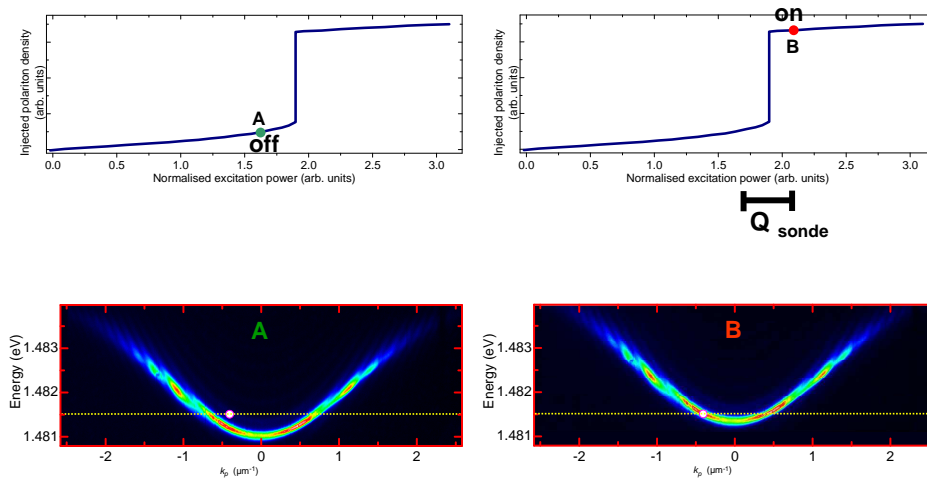 Injected polariton density
(arb. units)
A
off
0.0 0.5 1.0 1.5 2.0 2.5 3.0
Normalised excitation power (arb. units)
Injected polariton density
(arb. units)
on
B
0.0 0.5 1.0 1.5 2.0 2.5 3.0
Normalised excitation power (arb. units)
Q sonde
Energy (eV)
A
1.483
1.482
1.481
-2 -1 0 1 2
kp (µm-1)
Energy (eV)
B
1.483
1.482
1.481
-2 -1 0 1 2
kp (µm-1)